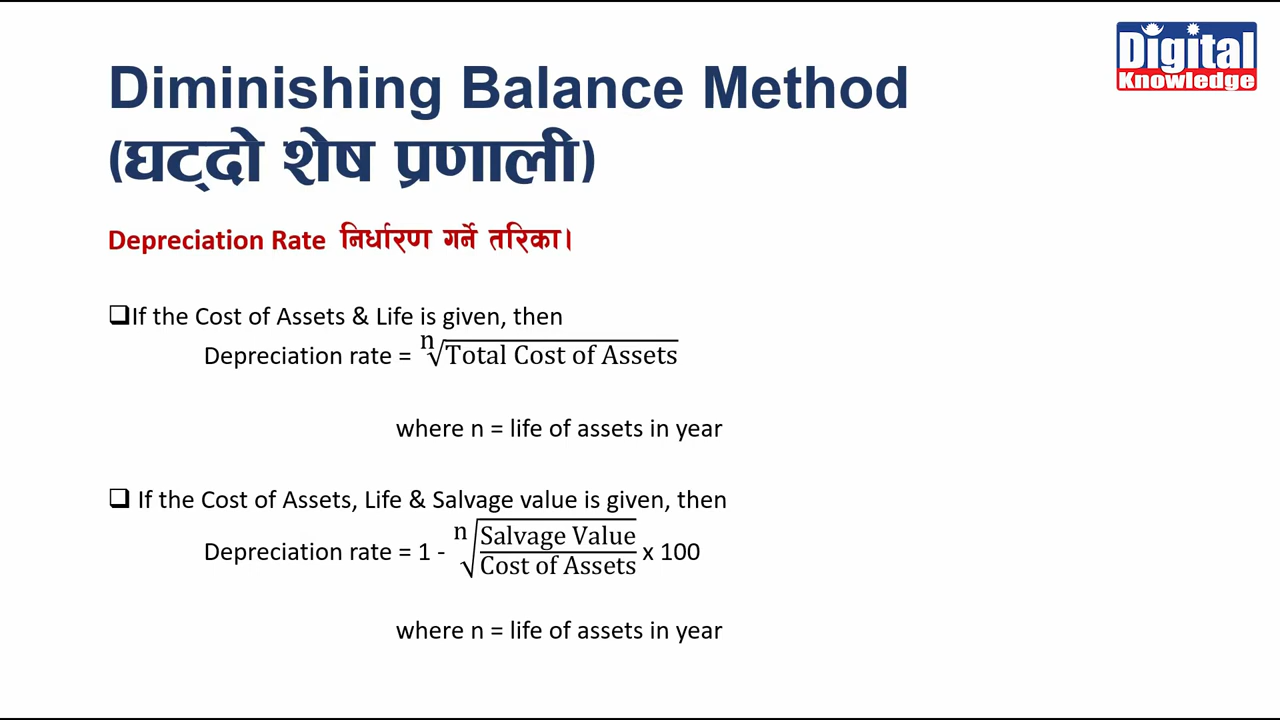 Digital
Knowledge
Diminishing Balance Method
(घट्दो शेष प्रणाली)
Depreciation Rate निर्धारण गर्ने तरिका।
❑If the Cost of Assets & Life is given, then
Depreciation rate = ⁿ√Total Cost of Assets
where n = life of assets in year
❑ If the Cost of Assets, Life & Salvage value is given, then
Depreciation rate = 1 - ⁿ√(Salvage Value / Cost of Assets) x 100
where n = life of assets in year